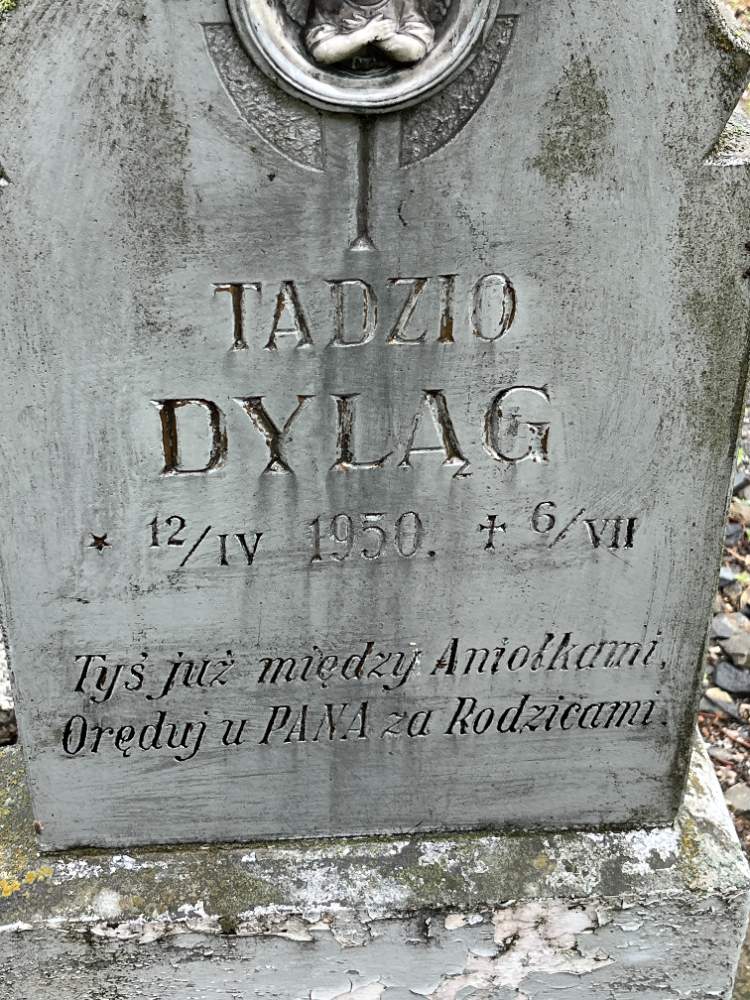 TADZIO
DYLĄG
* 12/IV 1950. † 6/VII
Tyś już między Aniołkami,
Oręduj u PANA za Rodzicami.